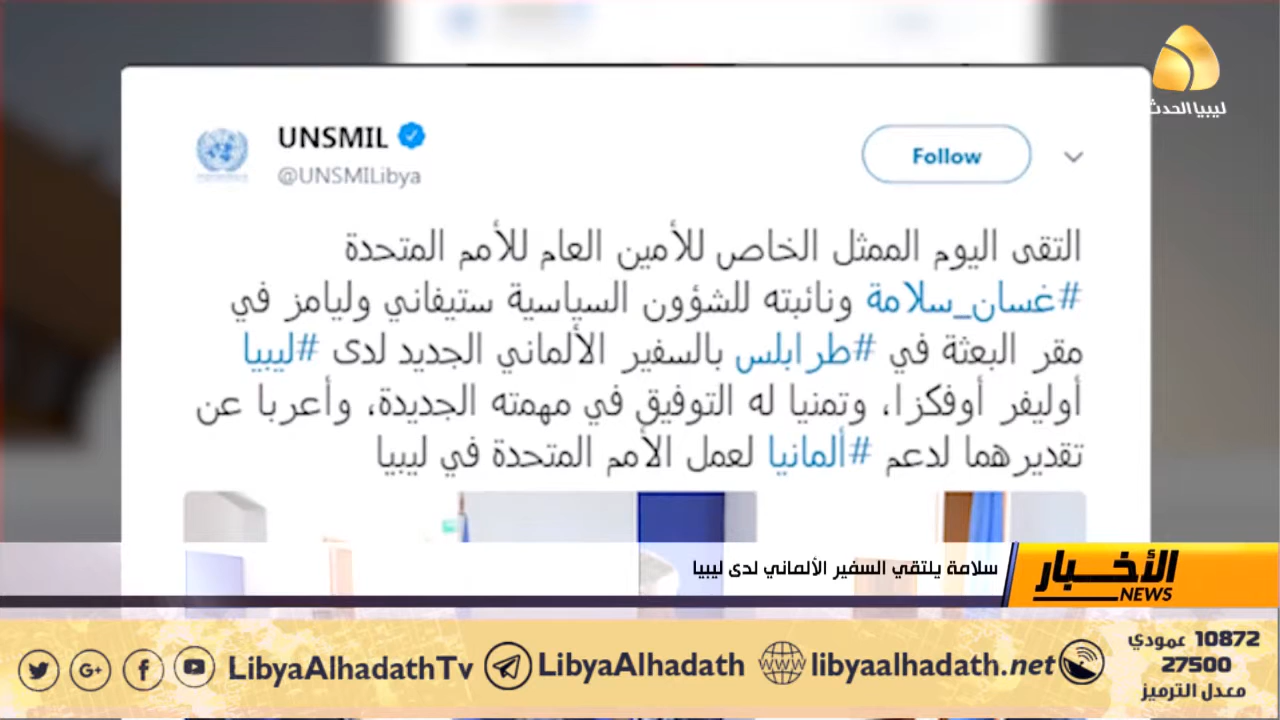 ليبيا الحدث
UNSMIL
@UNSMILibya
Follow
التقى اليوم الممثل الخاص للأمين العام للأمم المتحدة
#غسان_سلامة ونائبته للشؤون السياسية ستيفاني وليامز في
مقر البعثة في #طرابلس بالسفير الألماني الجديد لدى #ليبيا
أوليفر أوفكزا، وتمنيا له التوفيق في مهمته الجديدة، وأعربا عن
تقديرهما لدعم #ألمانيا لعمل الأمم المتحدة في ليبيا
سلامة يلتقي السفير الألماني لدى ليبيا
الأخبار
NEWS
LibyaAlhadathTv
LibyaAlhadath
libyaalhadath.net
10872 عمودي
27500
معدل الترميز